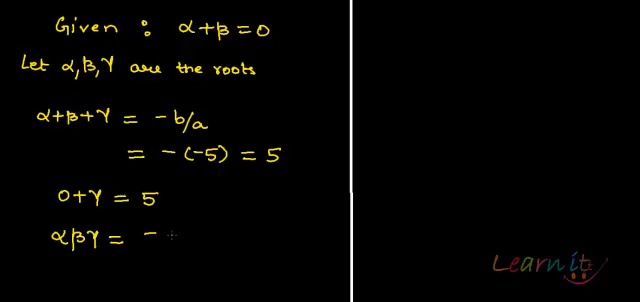 Given : α+β=0
Let α,β,γ are the roots
α+β+γ = -b/a
= -(-5) = 5
0+γ = 5
αβγ = -
Learnit